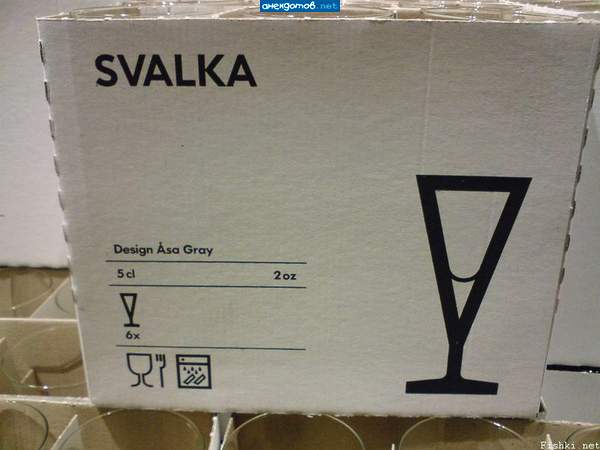 анекдотов.net
SVALKA
Design Åsa Gray
5 cl 2 oz
6x
Fishki.net